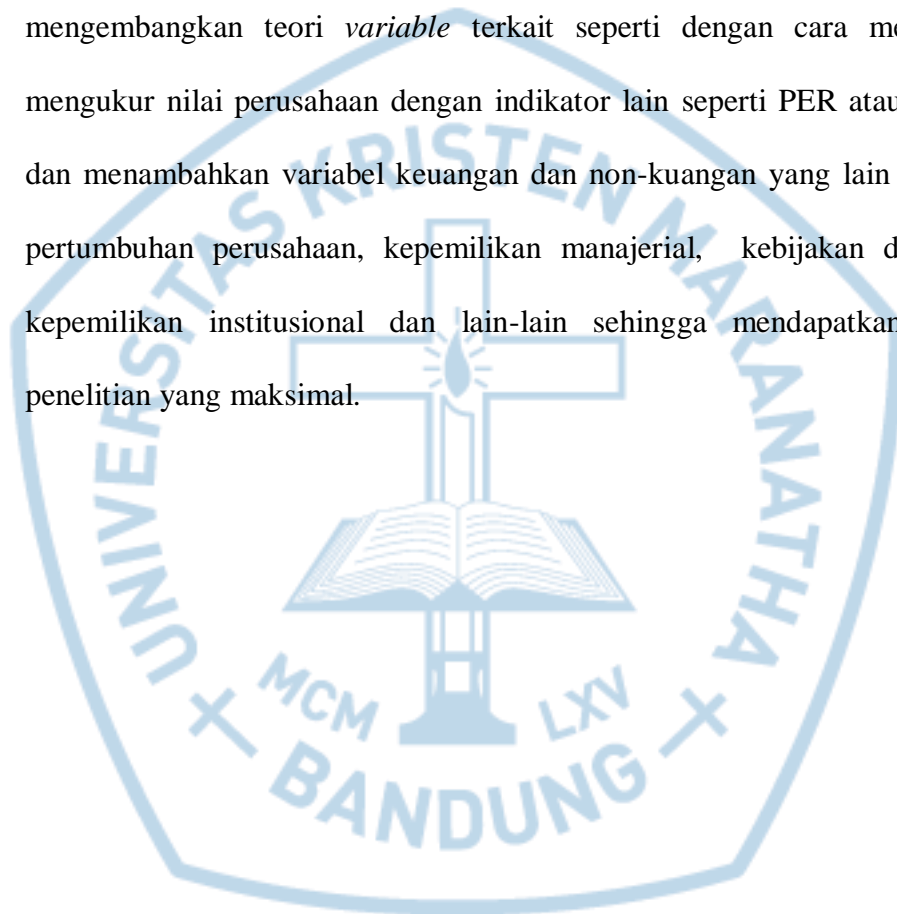 mengembangkan teori variable terkait seperti dengan cara
mengukur nilai perusahaan dengan indikator lain seperti PER atau
dan menambahkan variabel keuangan dan non-kuangan yang lain
pertumbuhan perusahaan, kepemilikan manajerial, kebijakan
kepemilikan institusional dan lain-lain sehingga mendapatkan
penelitian yang maksimal.
UNIVERSITAS KRISTEN MARANATHA
MCM LXV
BANDUNG